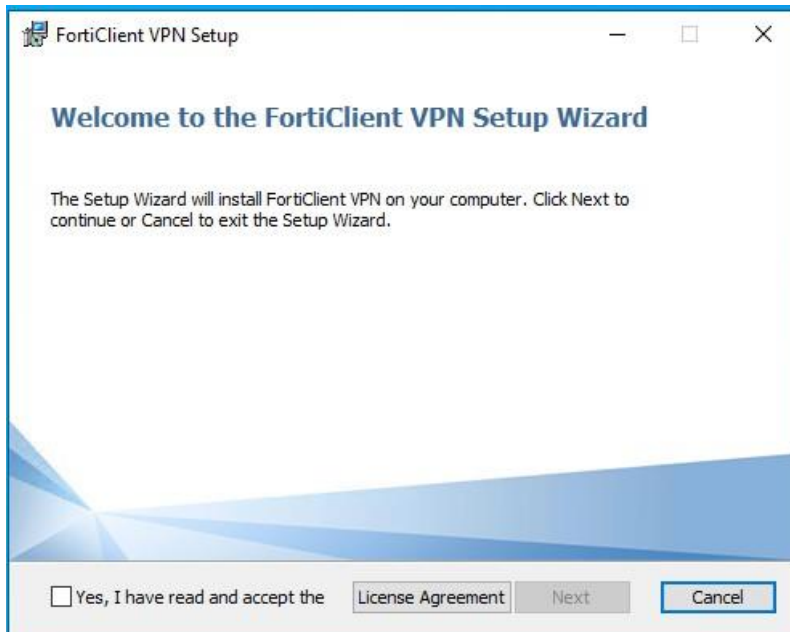 FortiClient VPN Setup
Welcome to the FortiClient VPN Setup Wizard
The Setup Wizard will install FortiClient VPN on your computer. Click Next to
continue or Cancel to exit the Setup Wizard.
Yes, I have read and accept the License Agreement Next Cancel